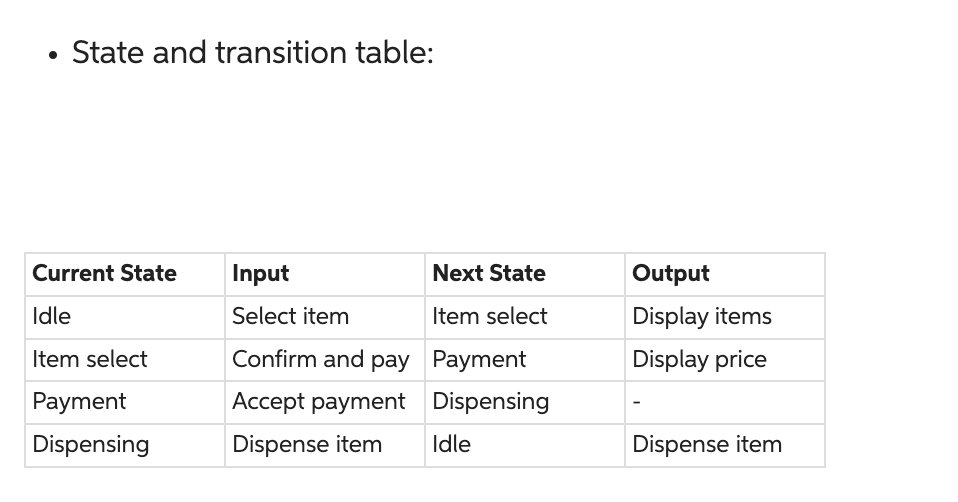 • State and transition table:
Current State Input Next State Output
Idle Select item Item select Display items
Item select Confirm and pay Payment Display price
Payment Accept payment Dispensing -
Dispensing Dispense item Idle Dispense item